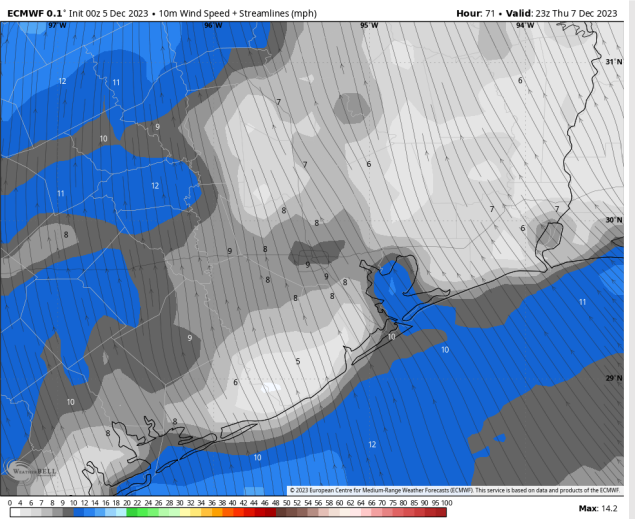 ECMWF 0.1° Init 00z 5 Dec 2023 • 10m Wind Speed + Streamlines (mph)
Hour: 71 • Valid: 23z Thu 7 Dec 2023
97°W 96°W 95°W 94°W
31°N
12 11 6
7
9
10
7 6
11 12
8 7 7
8 30°N
8 6
9 8
9
8 9 8
8 8
11
9 10
10
5 29°N
6
10
8 8
12
10
WEATHERBELL
© 2023 European Centre for Medium-Range Weather Forecasts (ECMWF). This service is based on data and products of the ECMWF.
0 4 6 7 8 9 10 12 14 16 18 20 22 24 26 28 30 32 34 36 38 40 42 44 46 48 50 52 54 56 58 60 65 70 75 80 85 90 95 100
Max: 14.2